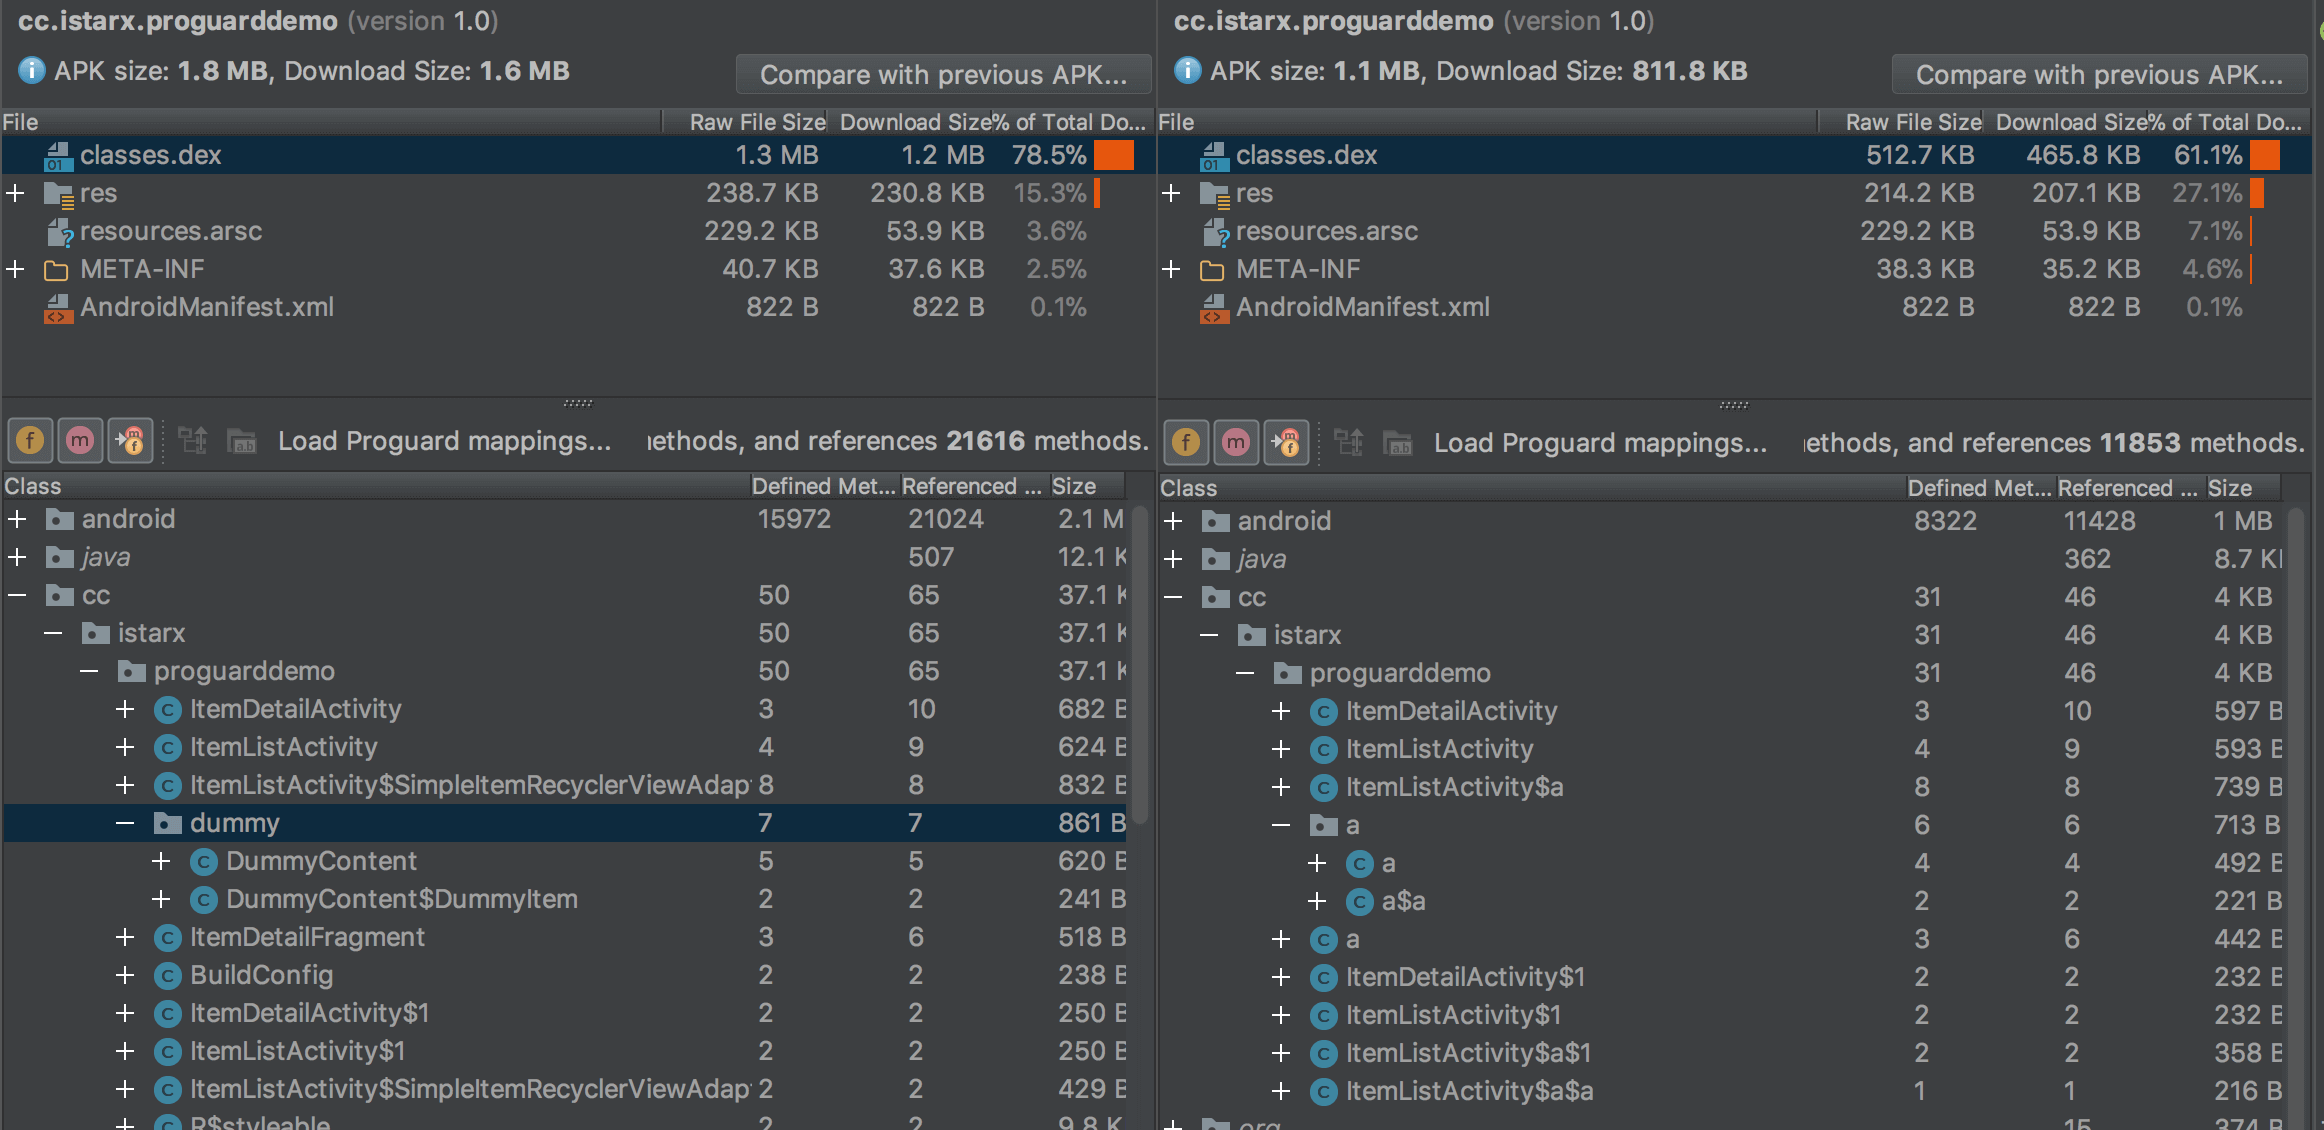 cc.istarx.proguarddemo (version 1.0)
APK size: 1.8 MB, Download Size: 1.6 MB
Compare with previous APK...
File Raw File Size Download Size % of Total Do...
classes.dex 1.3 MB 1.2 MB 78.5%
res 238.7 KB 230.8 KB 15.3%
resources.arsc 229.2 KB 53.9 KB 3.6%
META-INF 40.7 KB 37.6 KB 2.5%
AndroidManifest.xml 822 B 822 B 0.1%
Load Proguard mappings... ethods, and references 21616 methods.
Class Defined Met... Referenced ... Size
android 15972 21024 2.1 M
java 507 12.1 K
cc 50 65 37.1 K
istarx 50 65 37.1 K
proguarddemo 50 65 37.1 K
ItemDetailActivity 3 10 682 B
ItemListActivity 4 9 624 B
ItemListActivity$SimpleItemRecyclerViewAdap 8 8 832 B
dummy 7 7 861 B
DummyContent 5 5 620 B
DummyContent$DummyItem 2 2 241 B
ItemDetailFragment 3 6 518 B
BuildConfig 2 2 238 B
ItemDetailActivity$1 2 2 250 B
ItemListActivity$1 2 2 250 B
ItemListActivity$SimpleItemRecyclerViewAdap 2 2 429 B
R$styleable 2 2 9.8 K
cc.istarx.proguarddemo (version 1.0)
APK size: 1.1 MB, Download Size: 811.8 KB
Compare with previous APK...
File Raw File Size Download Size % of Total Do...
classes.dex 512.7 KB 465.8 KB 61.1%
res 214.2 KB 207.1 KB 27.1%
resources.arsc 229.2 KB 53.9 KB 7.1%
META-INF 38.3 KB 35.2 KB 4.6%
AndroidManifest.xml 822 B 822 B 0.1%
Load Proguard mappings... ethods, and references 11853 methods.
Class Defined Met... Referenced ... Size
android 8322 11428 1 MB
java 362 8.7 K
cc 31 46 4 KB
istarx 31 46 4 KB
proguarddemo 31 46 4 KB
ItemDetailActivity 3 10 597 B
ItemListActivity 4 9 593 B
ItemListActivity$a 8 8 739 B
a 6 6 713 B
a 4 4 492 B
a$a 2 2 221 B
a 3 6 442 B
ItemDetailActivity$1 2 2 232 B
ItemListActivity$1 2 2 232 B
ItemListActivity$a$1 2 2 358 B
ItemListActivity$a$a 1 1 216 B
org 15 374 B